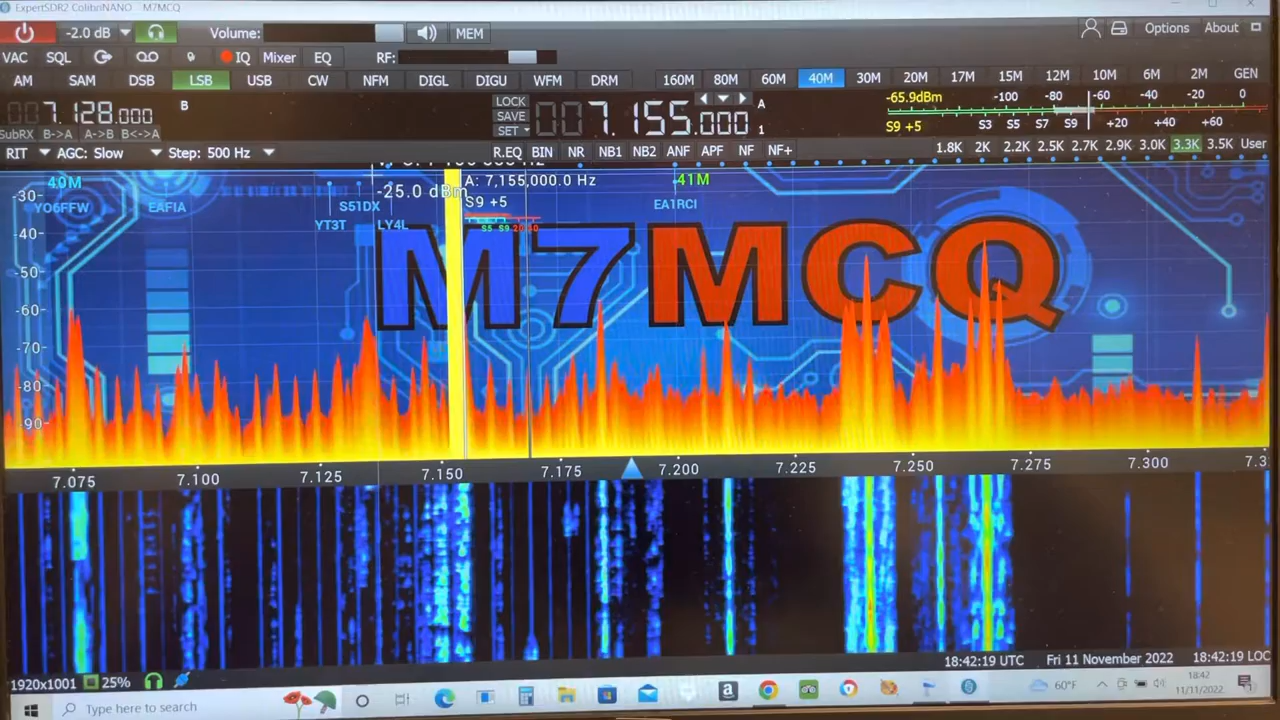 ExpertSDR2 ColibriNANO - M7MCQ
-2.0 dB Volume: MEM Options About
VAC SQL IQ Mixer EQ RF:
AM SAM DSB LSB USB CW NFM DIGL DIGU WFM DRM 160M 80M 60M 40M 30M 20M 17M 15M 12M 10M 6M 2M GEN
007.128.000 B LOCK SAVE SET 007.155.000 A 1
-65.9dBm -100 -80 -60 -40 -20 0
S9 +5 S3 S5 S7 S9 +20 +40 +60
SubRX B->A A->B B<->A
RIT AGC: Slow Step: 500 Hz R.EQ BIN NR NB1 NB2 ANF APF NF NF+ 1.8K 2K 2.2K 2.5K 2.7K 2.9K 3.0K 3.3K 3.5K User
40M -25.0 dBm A: 7,155,000.0 Hz 41M
-30
YO6FFW EAFIA S51DX S9 +5 EA1RCI
YT3T LY4L S5 S9
-40
M7MCQ
-50
-60
-70
-80
-90
7.075 7.100 7.125 7.150 7.175 7.200 7.225 7.250 7.275 7.300 7.3
18:42:19 UTC Fri 11 November 2022 18:42:19 LOC
1920x1001 25%
Type here to search 60°F 18:42
11/11/2022